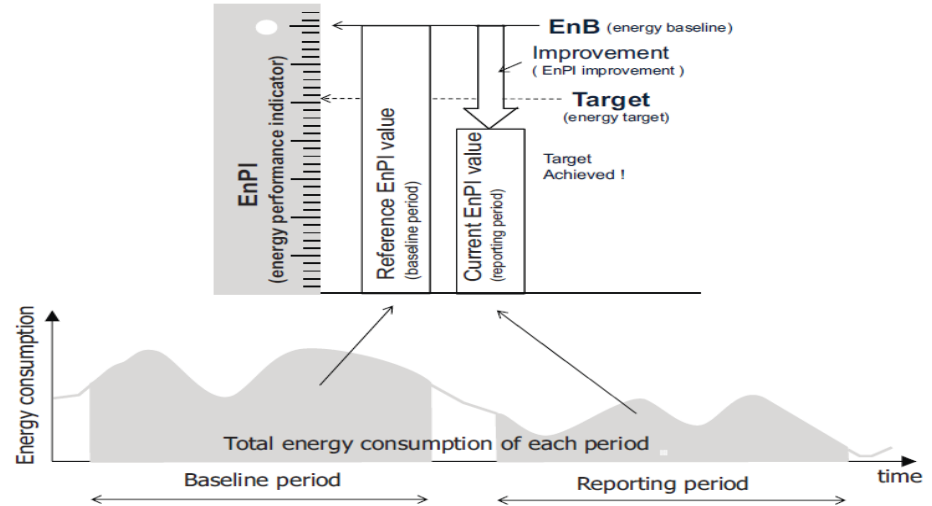 EnB (energy baseline)
Improvement
( EnPI improvement )
Target
(energy target)
Target
Achieved !
EnPI
(energy performance indicator)
Reference EnPI value
(baseline period)
Current EnPI value
(reporting period)
Energy consumption
Total energy consumption of each period
time
Baseline period
Reporting period